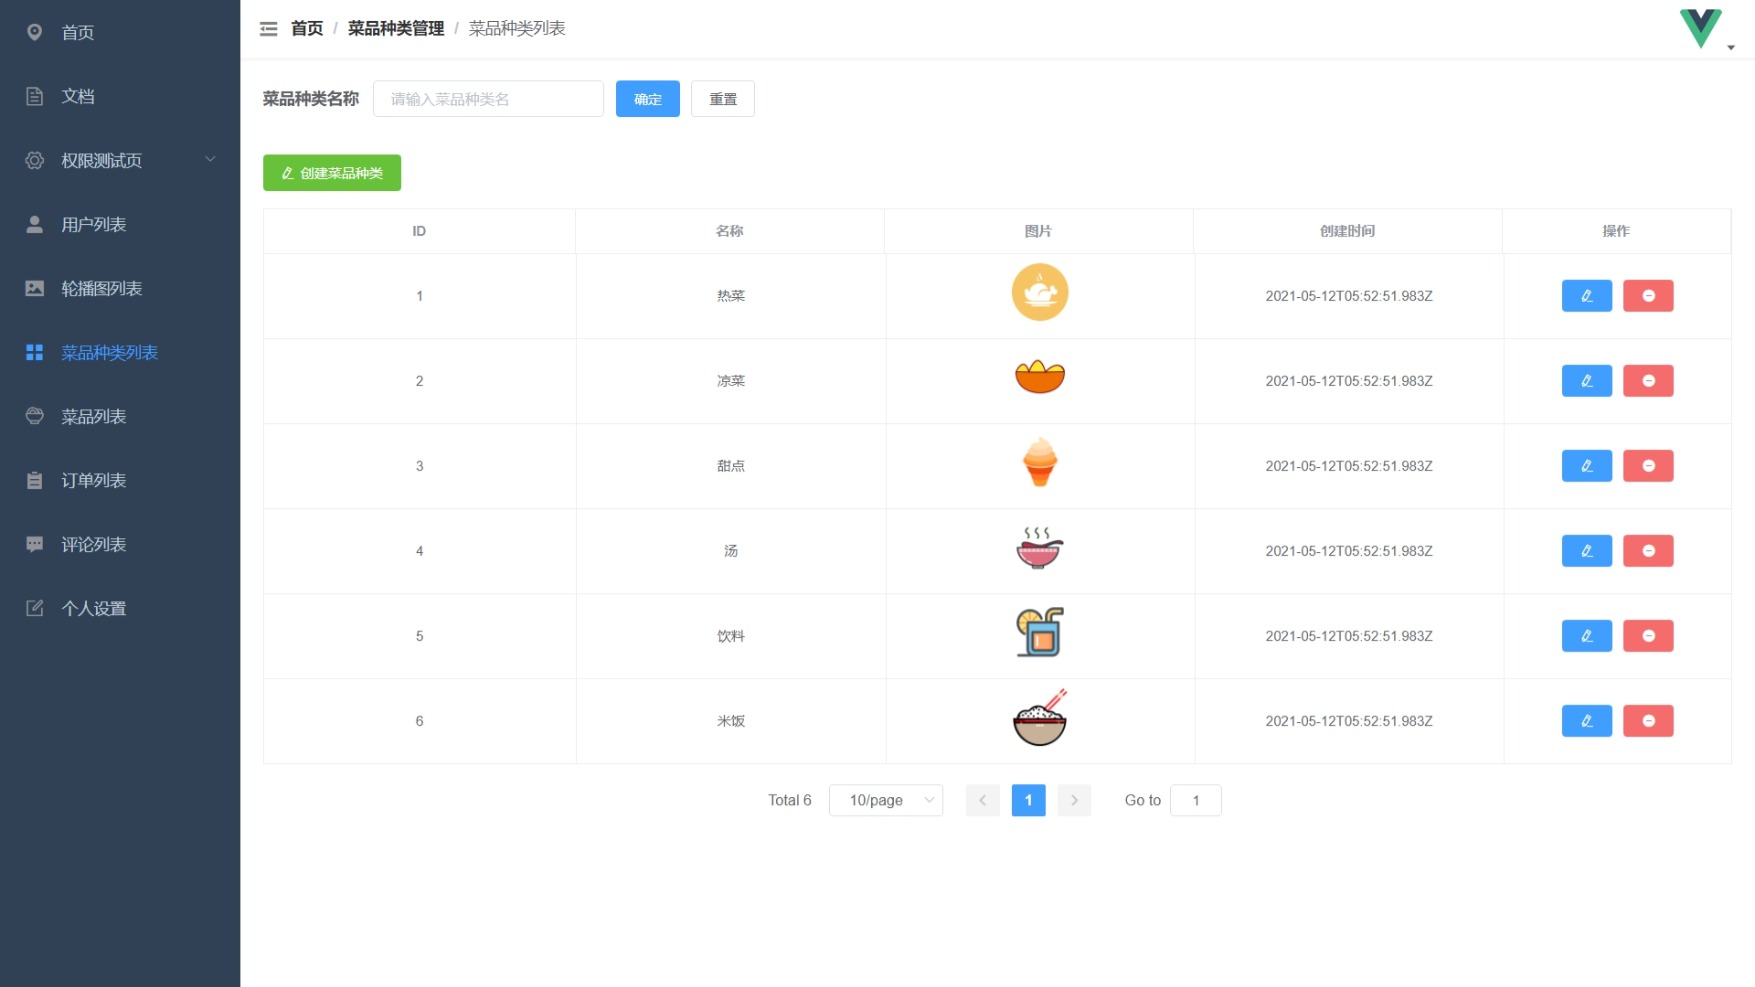 首页
文档
权限测试页
用户列表
轮播图列表
菜品种类列表
菜品列表
订单列表
评论列表
个人设置
首页 / 菜品种类管理 / 菜品种类列表
菜品种类名称 请输入菜品种类名 确定 重置
创建菜品种类
ID 名称 图片 创建时间 操作
1 热菜 2021-05-12T05:52:51.983Z
2 凉菜 2021-05-12T05:52:51.983Z
3 甜点 2021-05-12T05:52:51.983Z
4 汤 2021-05-12T05:52:51.983Z
5 饮料 2021-05-12T05:52:51.983Z
6 米饭 2021-05-12T05:52:51.983Z
Total 6 10/page 1 Go to 1